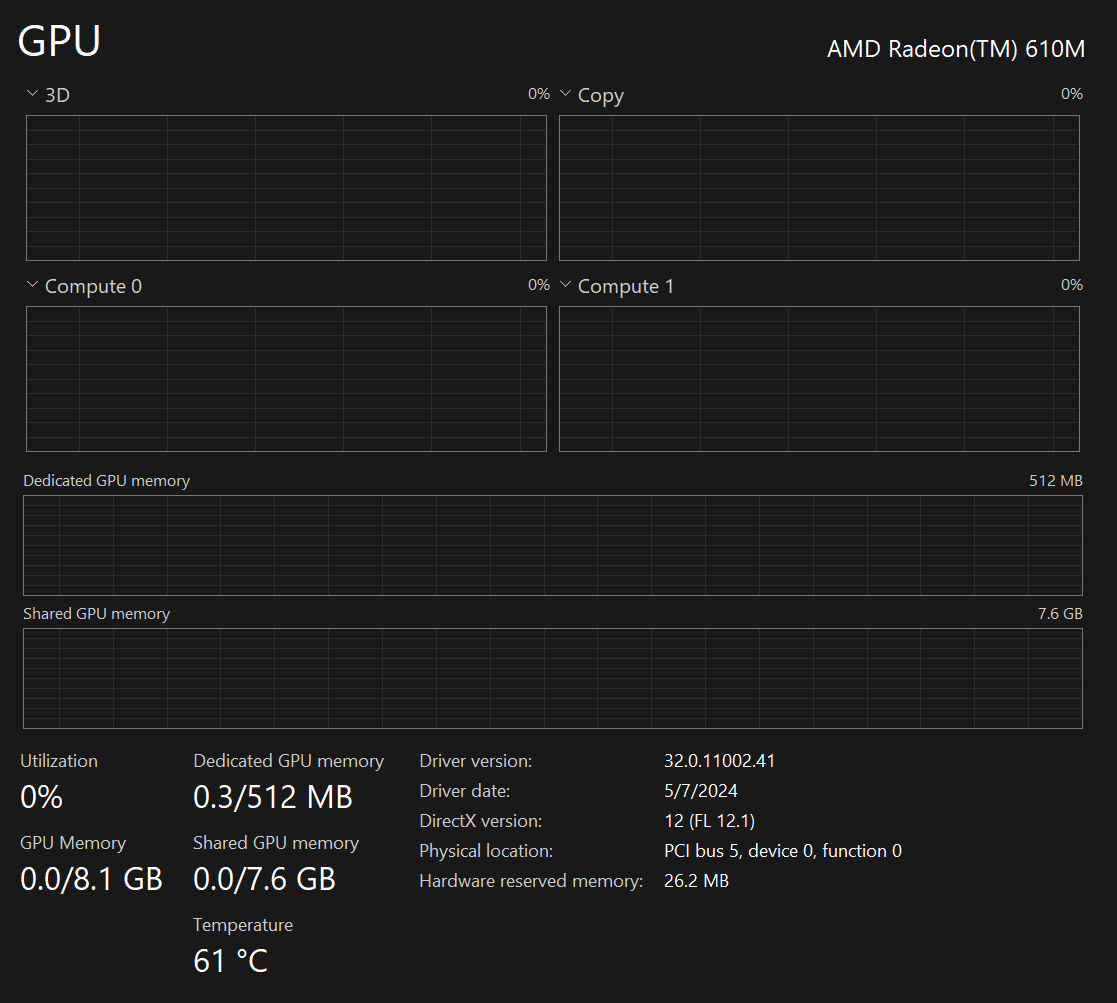 GPU
AMD Radeon(TM) 610M
3D 0%
Copy 0%
Compute 0 0%
Compute 1 0%
Dedicated GPU memory 512 MB
Shared GPU memory 7.6 GB
Utilization
0%
Dedicated GPU memory
0.3/512 MB
GPU Memory
0.0/8.1 GB
Shared GPU memory
0.0/7.6 GB
Temperature
61 °C
Driver version: 32.0.11002.41
Driver date: 5/7/2024
DirectX version: 12 (FL 12.1)
Physical location: PCI bus 5, device 0, function 0
Hardware reserved memory: 26.2 MB